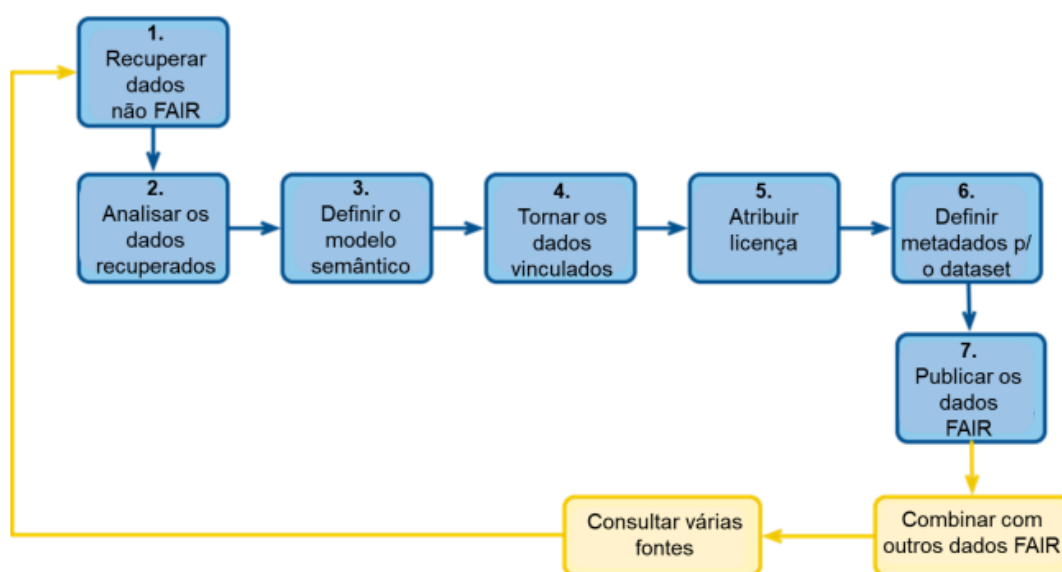 1.
Recuperar
dados
não FAIR
2.
Analisar os
dados
recuperados
3.
Definir o
modelo
semântico
4.
Tornar os
dados
vinculados
5.
Atribuir
licença
6.
Definir
metadados p/
o dataset
7.
Publicar os
dados
FAIR
Combinar com
outros dados FAIR
Consultar várias
fontes